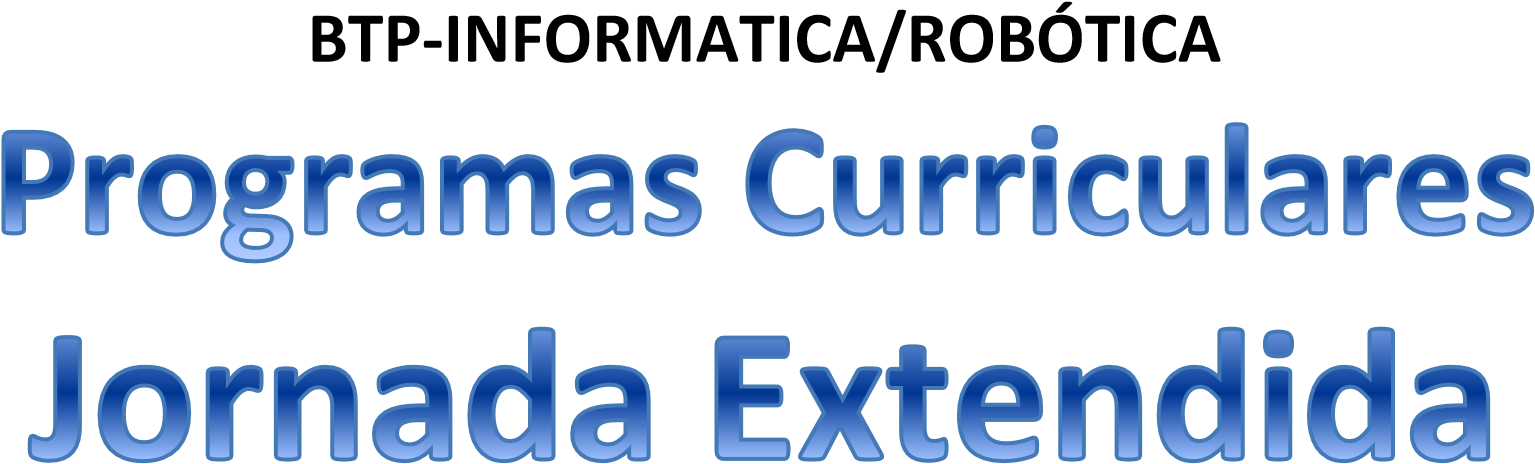 BTP-INFORMATICA/ROBÓTICA
Programas Curriculares
Jornada Extendida